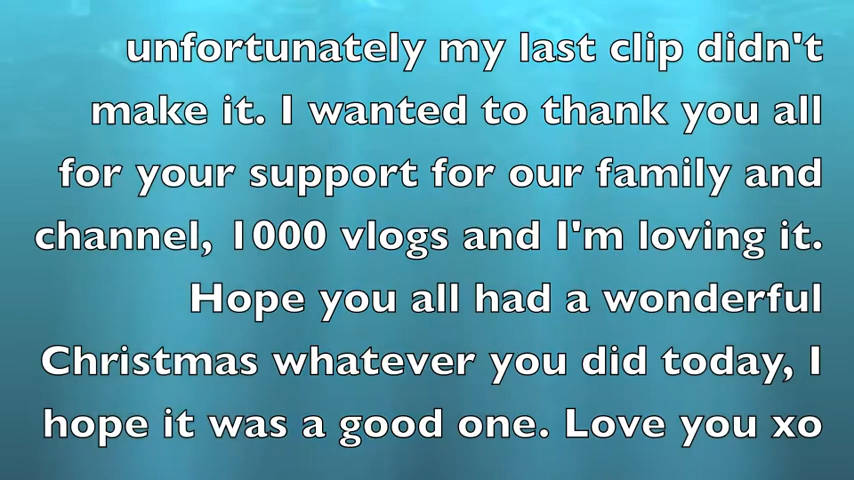 unfortunately my last clip didn't
make it. I wanted to thank you all
for your support for our family and
channel, 1000 vlogs and I'm loving it.
Hope you all had a wonderful
Christmas whatever you did today, I
hope it was a good one. Love you xo